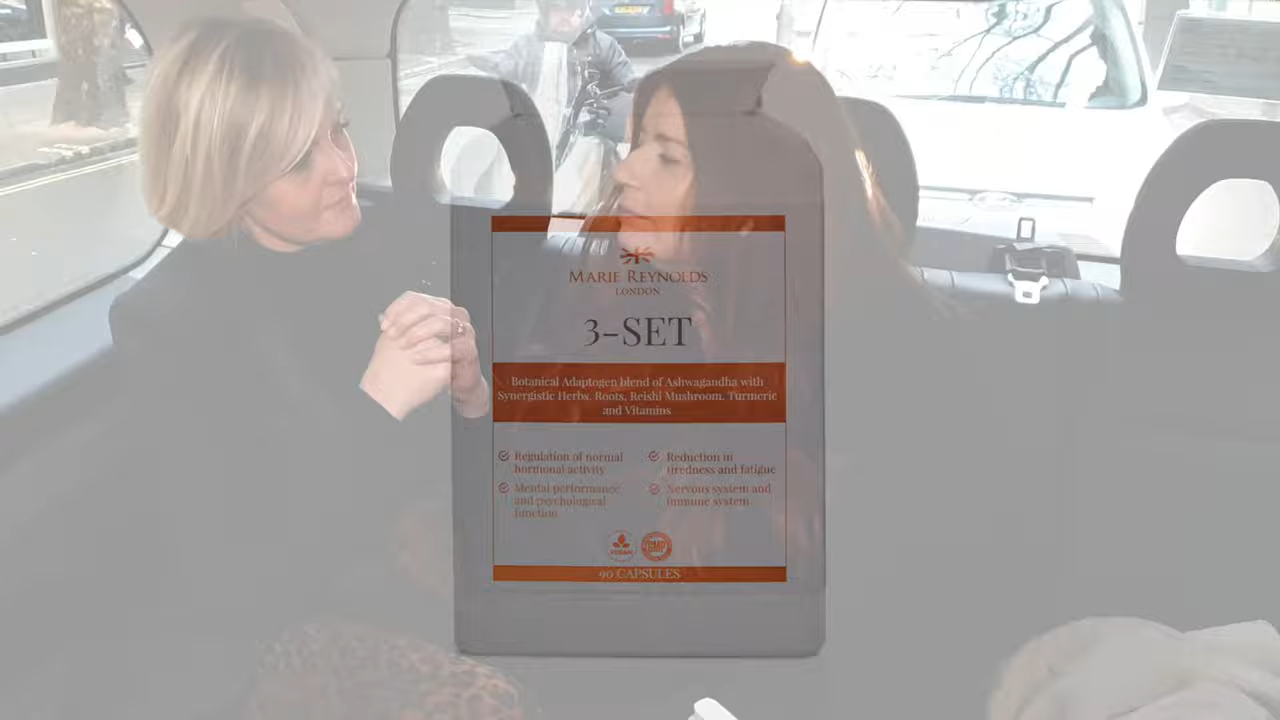 MARIE REYNOLDS
LONDON
3-SET
Botanical Adaptogen blend of Ashwagandha with
Synergistic Herbs, Roots, Reishi Mushroom, Turmeric
and Vitamins
Regulation of normal
hormonal activity
Mental performance
and psychological
function
Reduction in
tiredness and fatigue
Nervous system and
immune system
VEGAN
GMP
90 CAPSULES